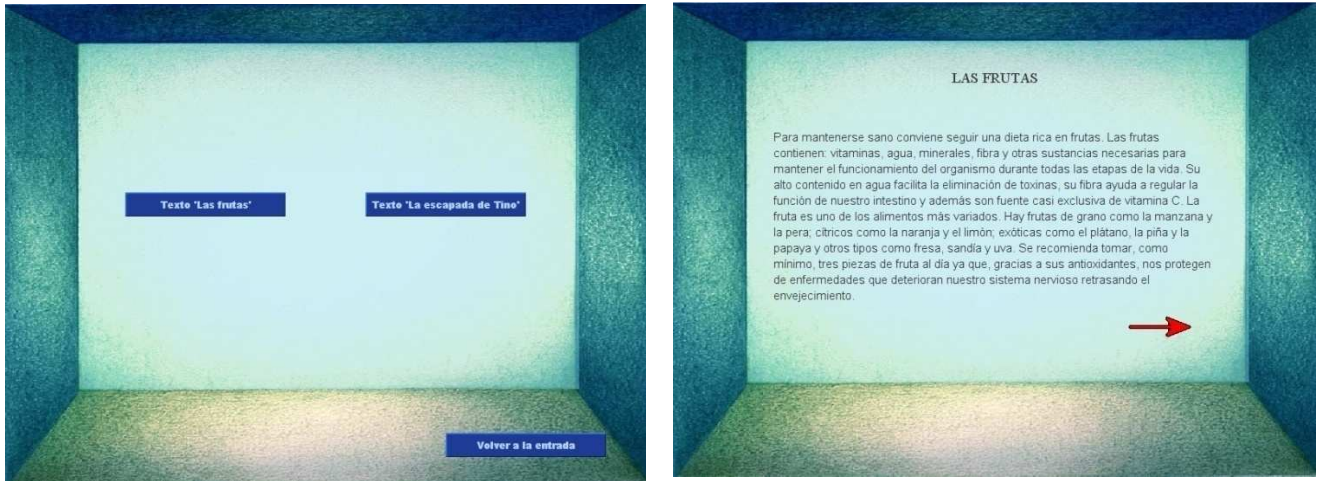 Texto 'Las frutas'
Texto 'La escapada de Tino'
Volver a la entrada
LAS FRUTAS
Para mantenerse sano conviene seguir una dieta rica en frutas. Las frutas
contienen: vitaminas, agua, minerales, fibra y otras sustancias necesarias para
mantener el funcionamiento del organismo durante todas las etapas de la vida. Su
alto contenido en agua facilita la eliminación de toxinas, su fibra ayuda a regular la
función de nuestro intestino y además son fuente casi exclusiva de vitamina C. La
fruta es uno de los alimentos más variados. Hay frutas de grano como la manzana y
la pera; cítricos como la naranja y el limón; exóticas como el plátano, la piña y la
papaya y otros tipos como fresa, sandía y uva. Se recomienda tomar, como
mínimo, tres piezas de fruta al día ya que, gracias a sus antioxidantes, nos protegen
de enfermedades que deterioran nuestro sistema nervioso retrasando el
envejecimiento.